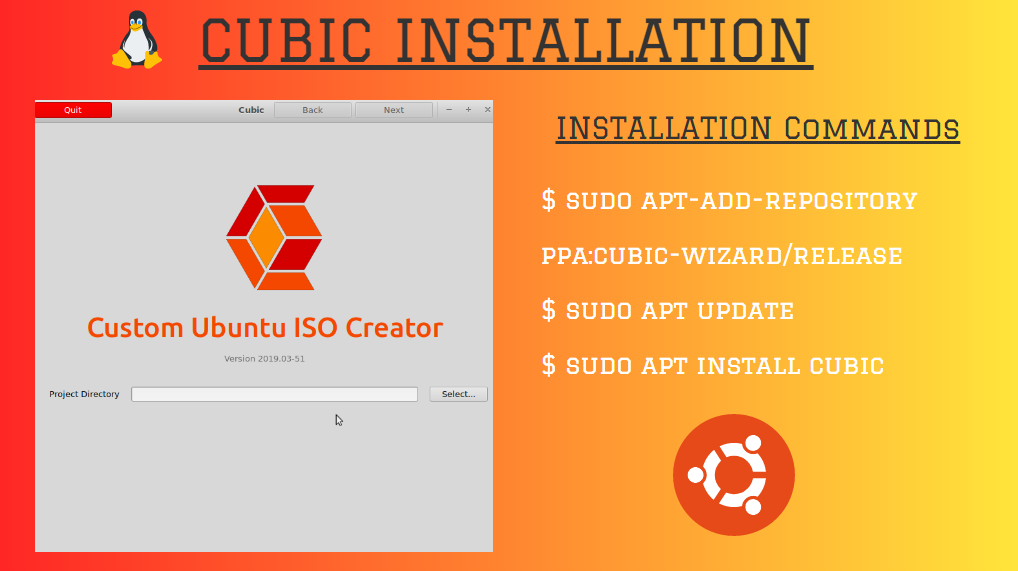 CUBIC INSTALLATION
Quit
Cubic
Back
Next
Custom Ubuntu ISO Creator
Version 2019.03-51
Project Directory
Select...
INSTALLATION Commands
$ sudo apt-add-repository
ppa:cubic-wizard/release
$ sudo apt update
$ sudo apt install cubic